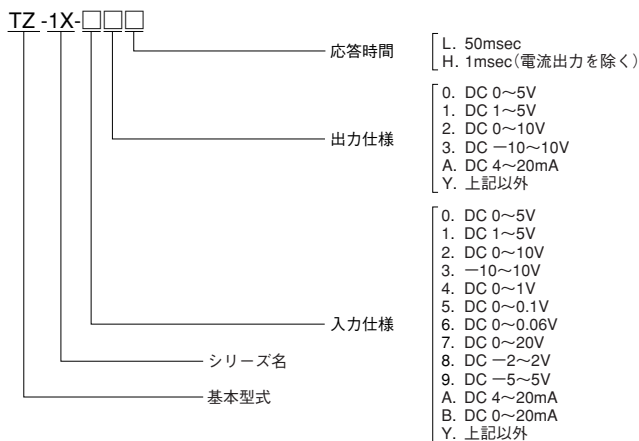 TZ-1X-□□□
応答時間
L. 50msec
H. 1msec(電流出力を除く)
出力仕様
0. DC 0～5V
1. DC 1～5V
2. DC 0～10V
3. DC －10～10V
A. DC 4～20mA
Y. 上記以外
入力仕様
0. DC 0～5V
1. DC 1～5V
2. DC 0～10V
3. －10～10V
4. DC 0～1V
5. DC 0～0.1V
6. DC 0～0.06V
7. DC 0～20V
8. DC －2～2V
9. DC －5～5V
A. DC 4～20mA
B. DC 0～20mA
Y. 上記以外
シリーズ名
基本型式